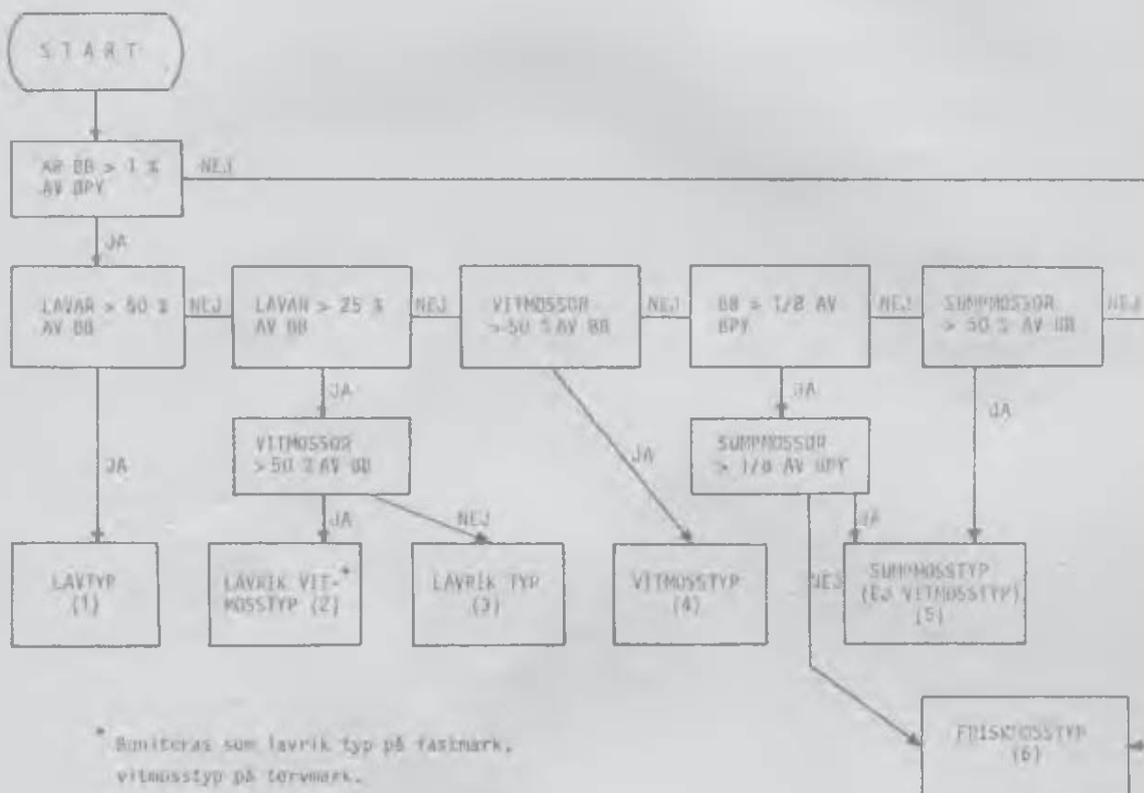 START
ÄR BB > 1 %
AV BPY
NEJ
JA
LAVAR > 50 %
AV BB
NEJ
LAVAR > 25 %
AV BB
NEJ
VITMOSSOR
> 50 % AV BB
NEJ
BB > 1/8 AV
BPY
NEJ
SUMPMOSSOR
> 50 % AV BB
NEJ
JA
JA
JA
VITMOSSOR
> 50 % AV BB
SUMPMOSSOR
> 1/8 AV BPY
JA
JA
JA
NEJ
JA
NEJ
LAVTYP
(1)
LAVRIK VIT-*
MOSSTYP (2)
LAVRIK TYP
(3)
VITMOSSTYP
(4)
SUMPMOSSTYP
(EJ VITMOSSTYP)
(5)
FRISKMOSSTYP
(6)
* Boniteras som lavrik typ på fastmark,
vitmosstyp på torvmark.